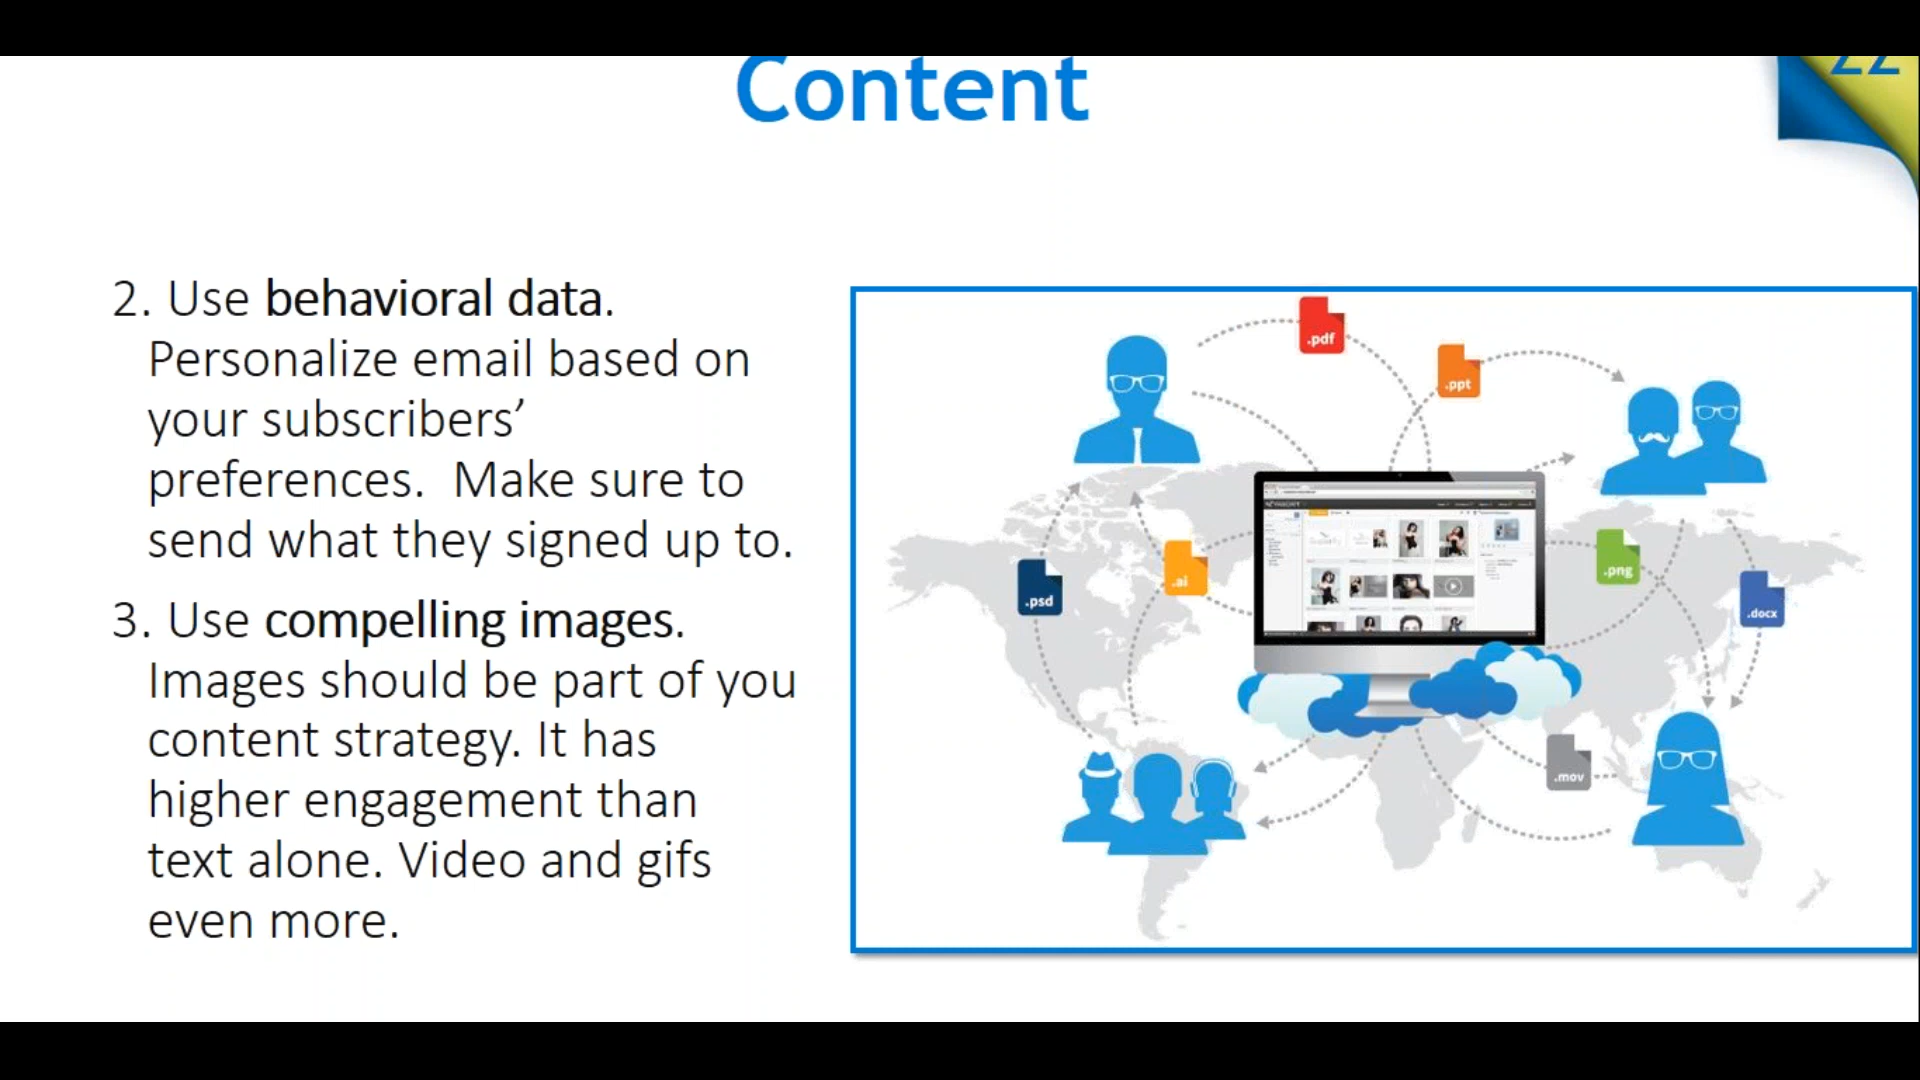 Content
22
2. Use behavioral data.
Personalize email based on
your subscribers’
preferences.  Make sure to
send what they signed up to.
3. Use compelling images.
Images should be part of you
content strategy. It has
higher engagement than
text alone. Video and gifs
even more.
.pdf
.ppt
.psd
.ai
.png
.docx
.mov